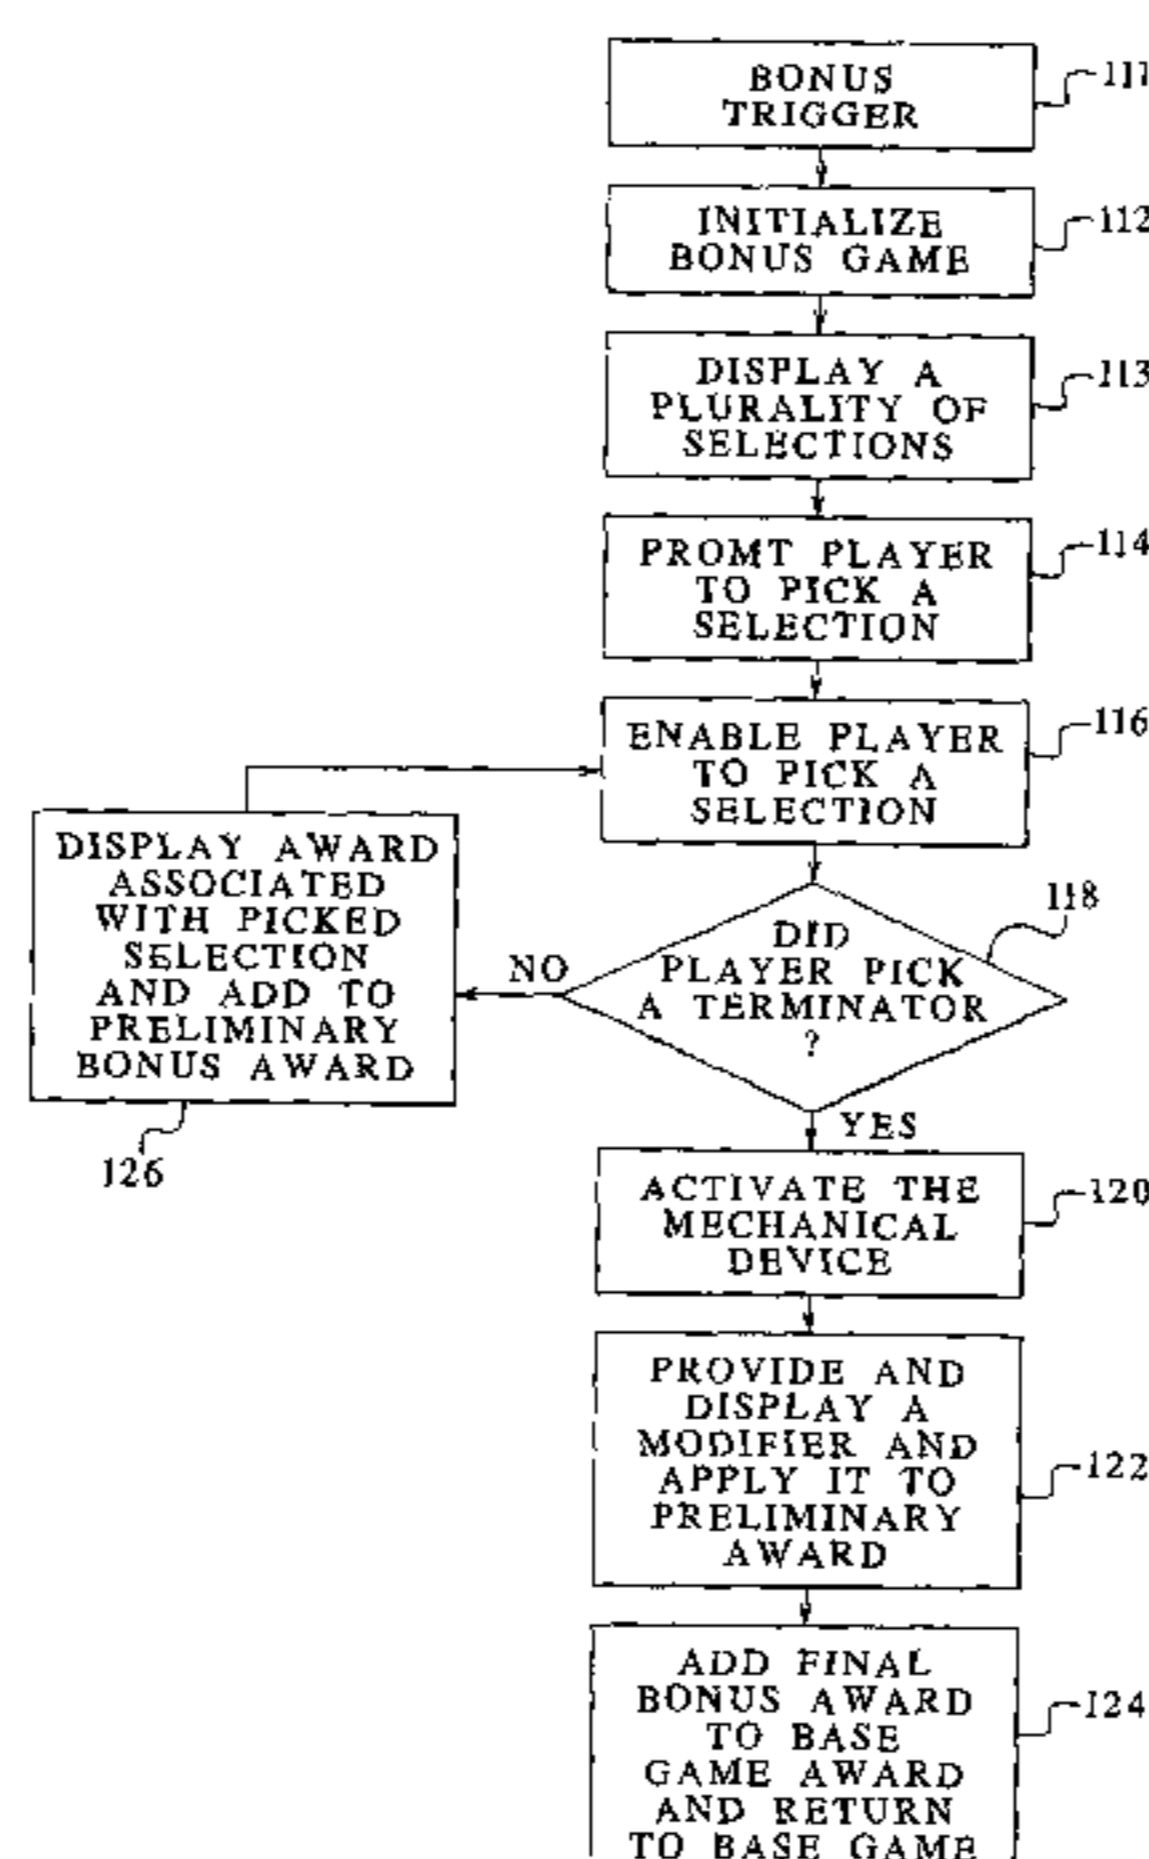 BONUS
TRIGGER
111
INITIALIZE
BONUS GAME
112
DISPLAY A
PLURALITY OF
SELECTIONS
113
PROMT PLAYER
TO PICK A
SELECTION
114
ENABLE PLAYER
TO PICK A
SELECTION
116
DID
PLAYER PICK
A TERMINATOR
?
118
NO
DISPLAY AWARD
ASSOCIATED
WITH PICKED
SELECTION
AND ADD TO
PRELIMINARY
BONUS AWARD
126
YES
ACTIVATE THE
MECHANICAL
DEVICE
120
PROVIDE AND
DISPLAY A
MODIFIER AND
APPLY IT TO
PRELIMINARY
AWARD
122
ADD FINAL
BONUS AWARD
TO BASE
GAME AWARD
AND RETURN
TO BASE GAME
124